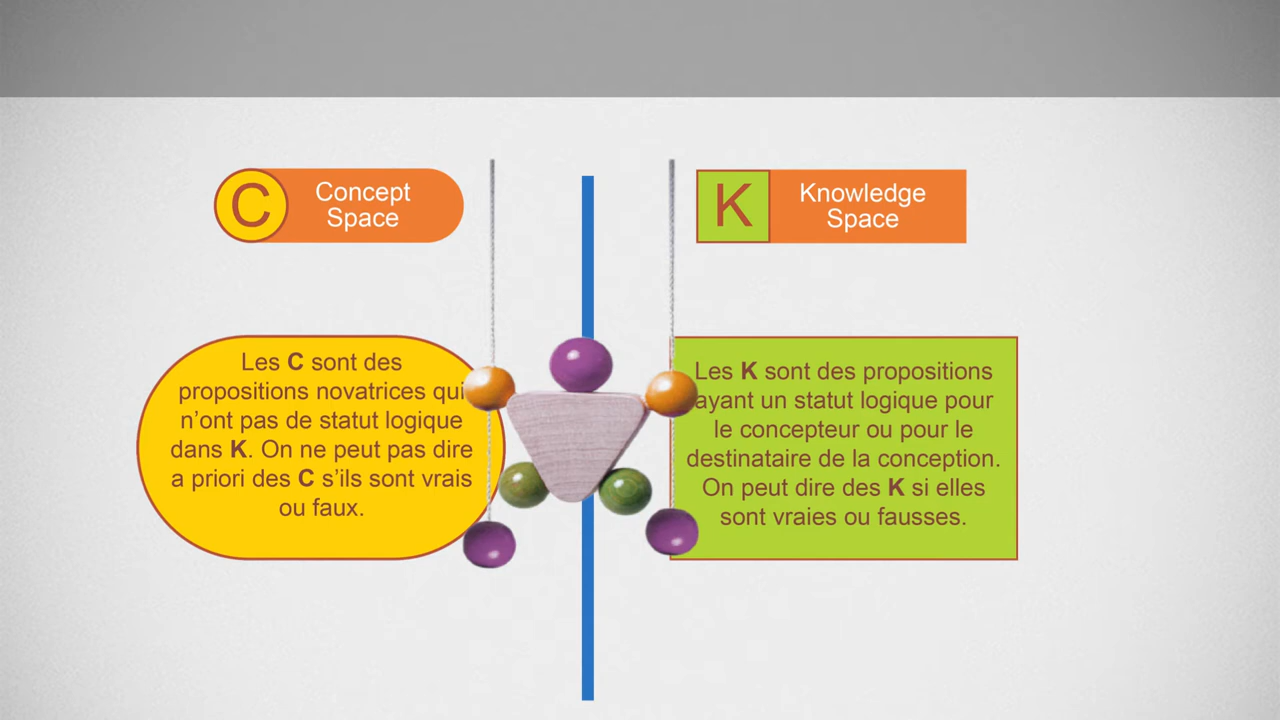 C
Concept
Space
K
Knowledge
Space
Les C sont des
propositions novatrices qui
n'ont pas de statut logique
dans K. On ne peut pas dire
a priori des C s'ils sont vrais
ou faux.
Les K sont des propositions
ayant un statut logique pour
le concepteur ou pour le
destinataire de la conception.
On peut dire des K si elles
sont vraies ou fausses.